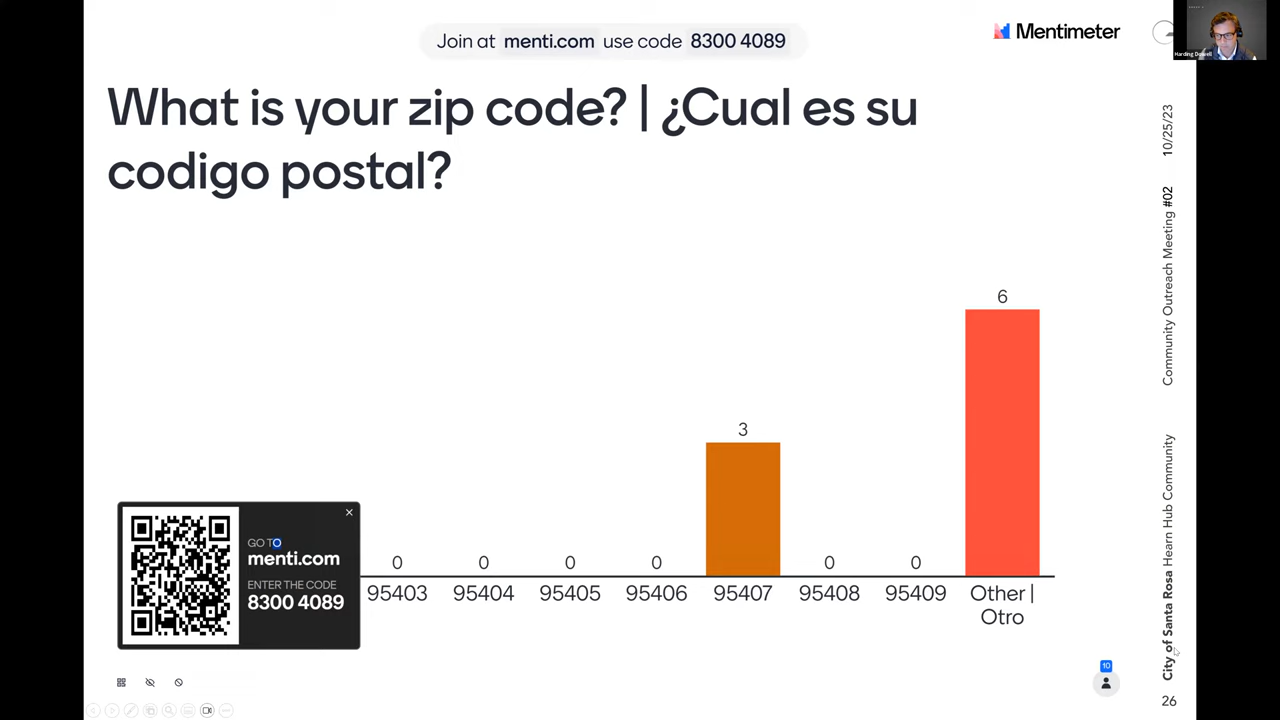 Join at menti.com use code 8300 4089
Mentimeter
Harding Dowell
What is your zip code? | ¿Cual es su
codigo postal?
10/25/23
Community Outreach Meeting #02
City of Santa Rosa Hearn Hub Community
26
6
3
0
0
0
0
0
0
95403
95404
95405
95406
95407
95408
95409
Other |
Otro
GO TO
menti.com
ENTER THE CODE
8300 4089
10